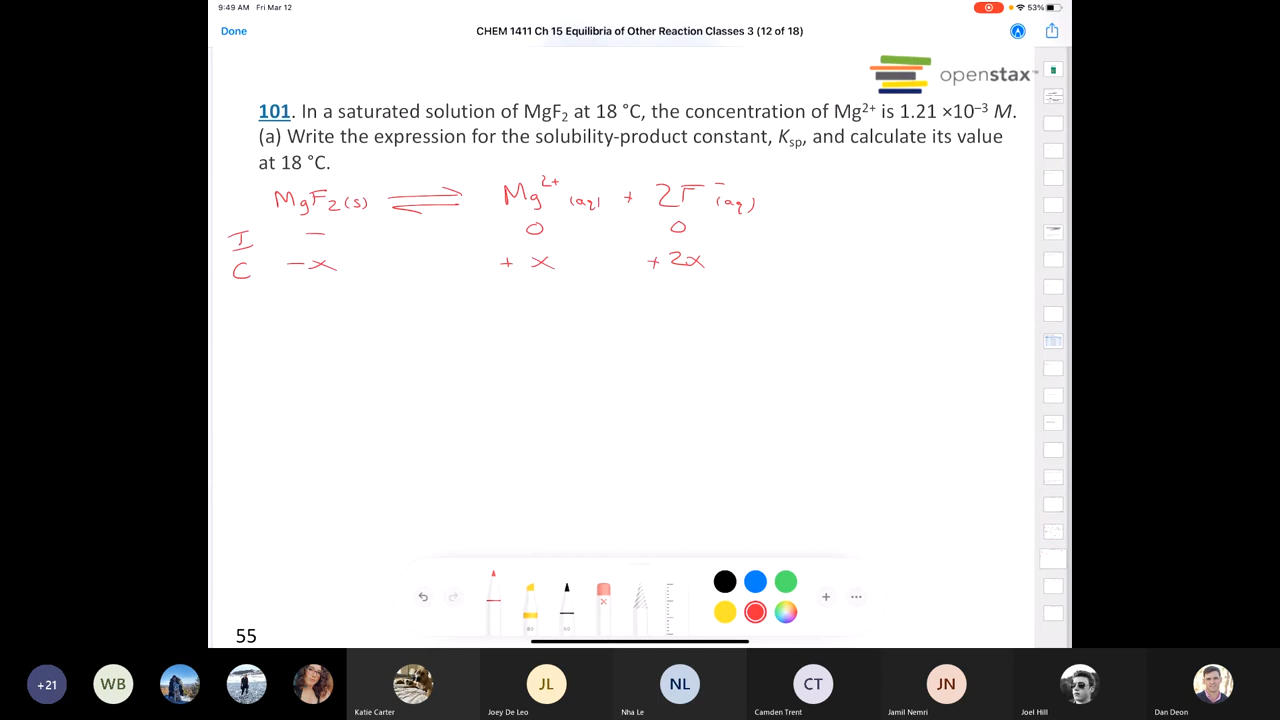 9:49 AM Fri Mar 12
53%
Done
CHEM 1411 Ch 15 Equilibria of Other Reaction Classes 3 (12 of 18)
openstax™
101. In a saturated solution of MgF₂ at 18 °C, the concentration of Mg²⁺ is 1.21 ×10⁻³ M.
(a) Write the expression for the solubility-product constant, Ksp, and calculate its value
at 18 °C.
MgF₂(s) ⇌ Mg²⁺(aq) + 2F⁻(aq)
I – 0 0
C –x + x + 2x
55
+21 WB JL NL CT JN
Katie Carter Joey De Leo Nha Le Camden Trent Jamil Nemri Joel Hill Dan Deon